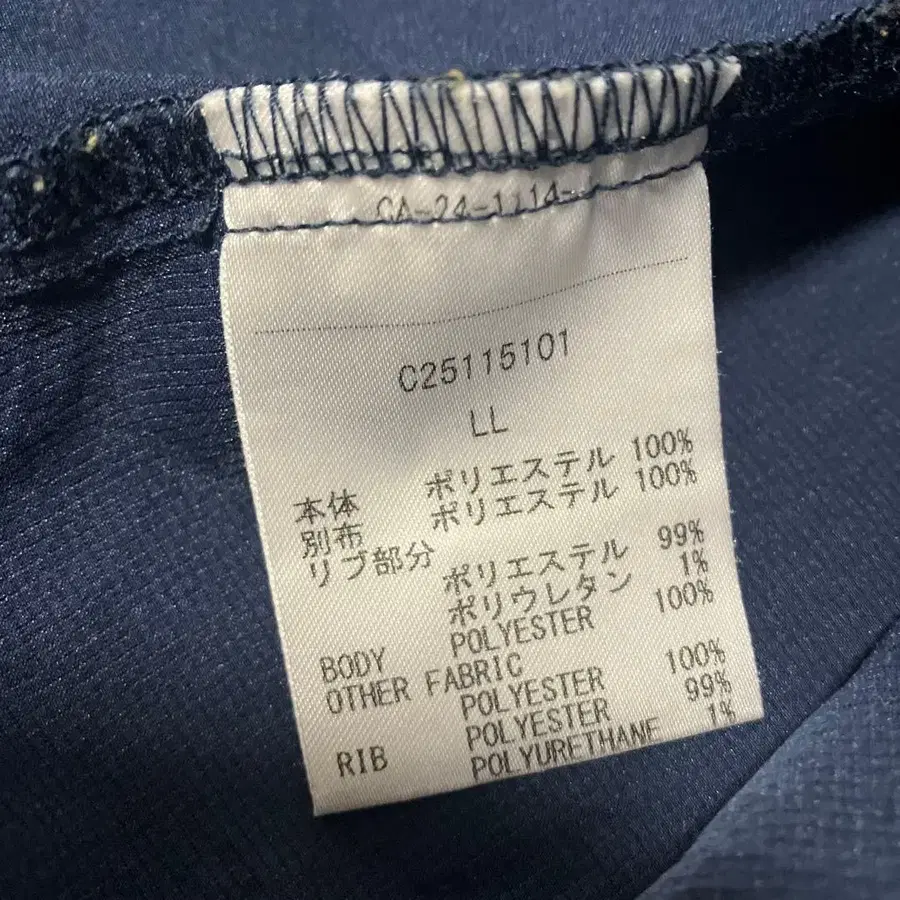 CA-24-1114-
C25115101
LL
本体 ポリエステル 100%
別布 ポリエステル 100%
リブ部分
ポリエステル 99%
ポリウレタン 1%
BODY POLYESTER 100%
OTHER FABRIC
POLYESTER 100%
RIB POLYESTER 99%
POLYURETHANE 1%